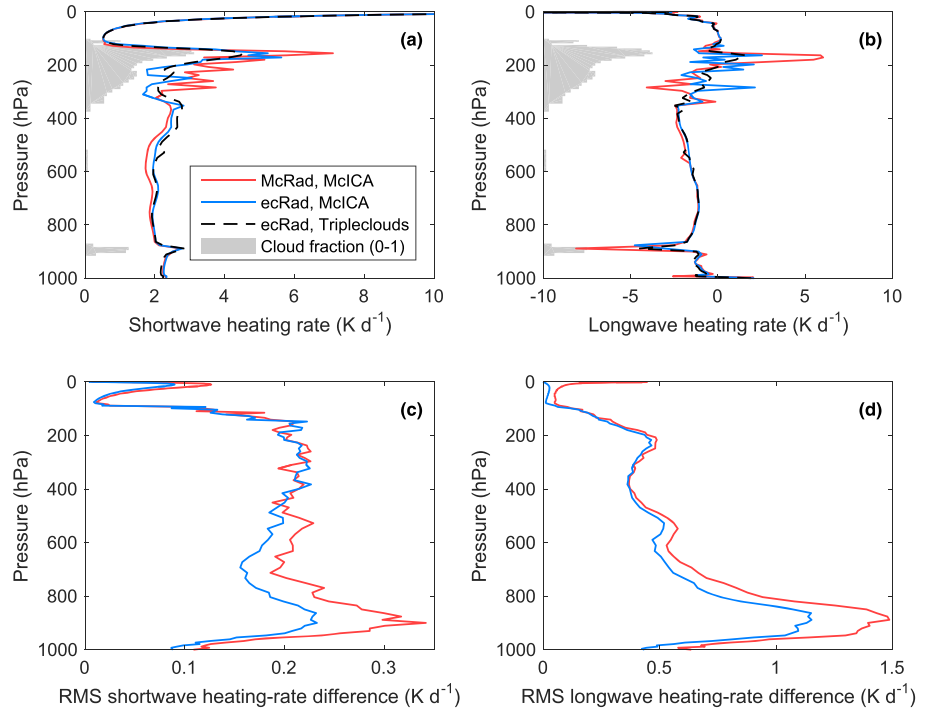 0
200
400
600
800
1000
Pressure (hPa)
(a)
McRad, McICA
ecRad, McICA
ecRad, Tripleclouds
Cloud fraction (0-1)
0 2 4 6 8 10
Shortwave heating rate (K d⁻¹)
0
200
400
600
800
1000
Pressure (hPa)
(b)
-10 -5 0 5 10
Longwave heating rate (K d⁻¹)
0
200
400
600
800
1000
Pressure (hPa)
(c)
0 0.1 0.2 0.3
RMS shortwave heating-rate difference (K d⁻¹)
0
200
400
600
800
1000
Pressure (hPa)
(d)
0 0.5 1 1.5
RMS longwave heating-rate difference (K d⁻¹)